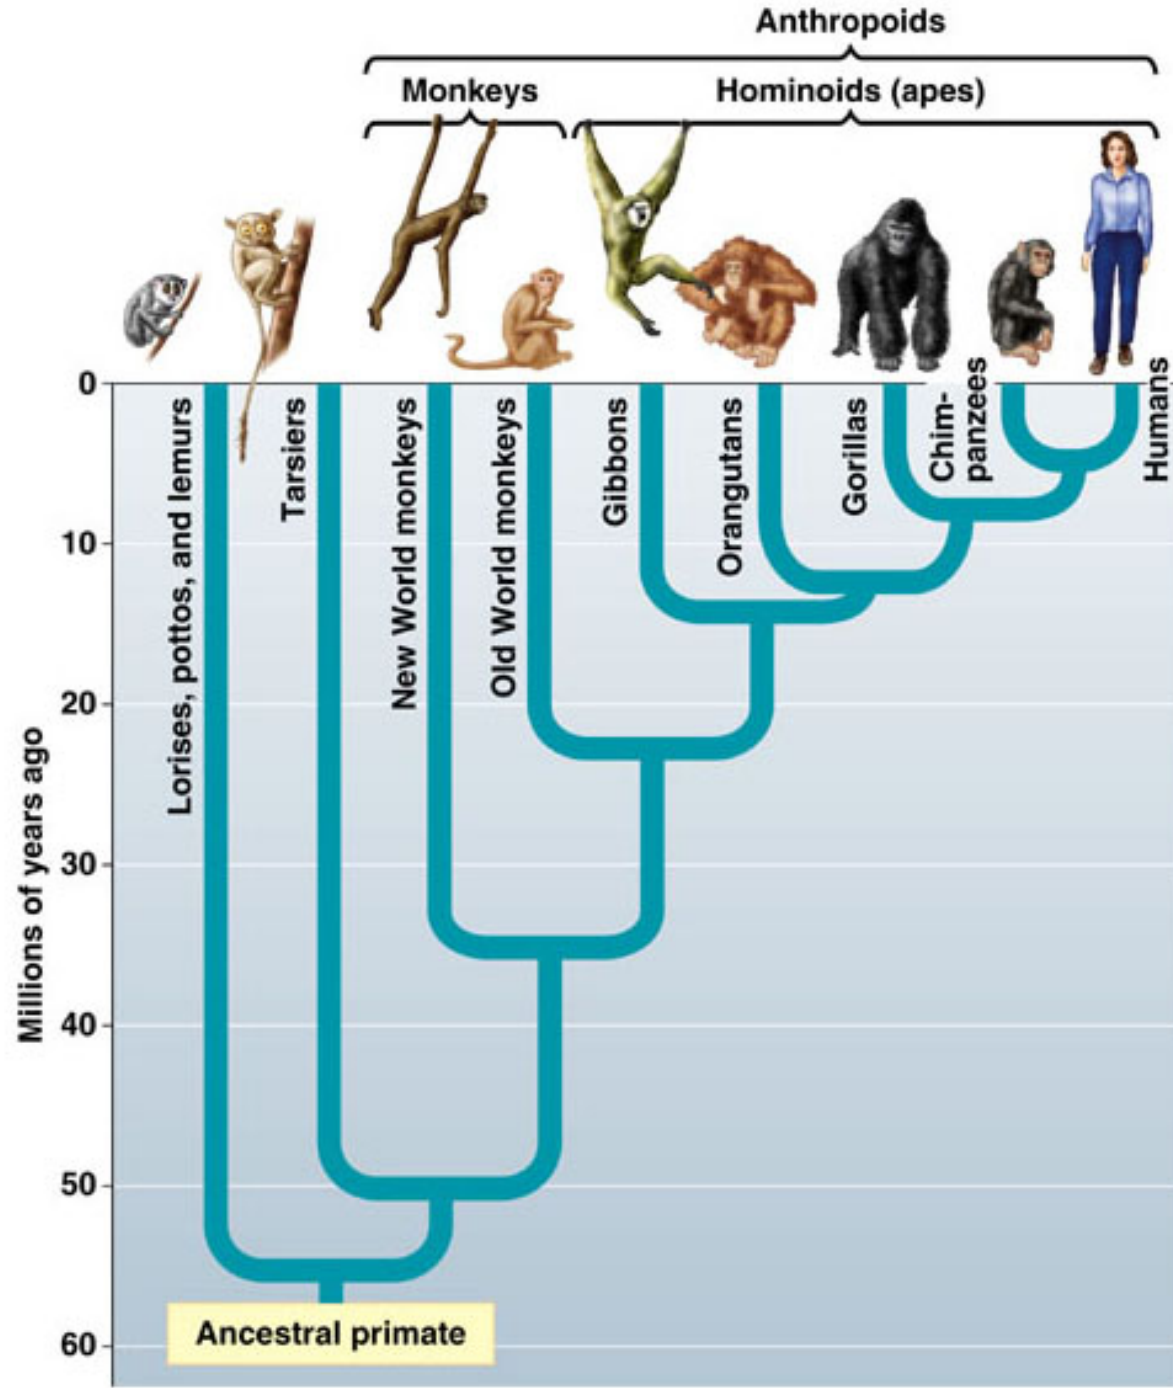 Anthropoids
Monkeys
Hominoids (apes)
0
10
20
30
40
50
60
Millions of years ago
Lorises, pottos, and lemurs
Tarsiers
New World monkeys
Old World monkeys
Gibbons
Orangutans
Gorillas
Chim-
panzees
Humans
Ancestral primate